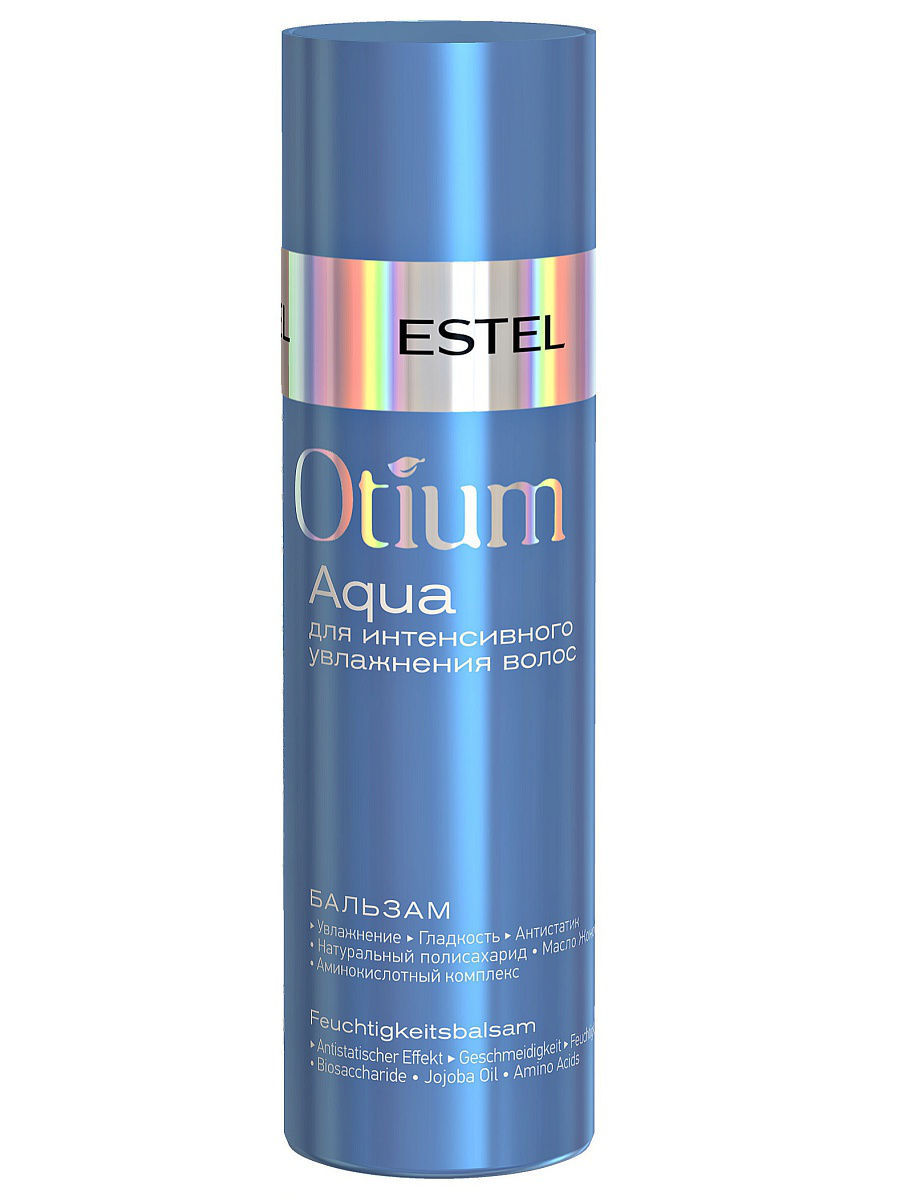 ESTEL
Otium
Aqua
для интенсивного
увлажнения волос
БАЛЬЗАМ
▸Увлажнение ▸ Гладкость ▸ Антистатик
• Натуральный полисахарид • Масло
• Аминокислотный комплекс
Feuchtigkeitsbalsam
▸Antistatischer Effekt ▸ Geschmeidigkeit ▸
• Biosaccharide • Jojoba Oil • Amino Acids